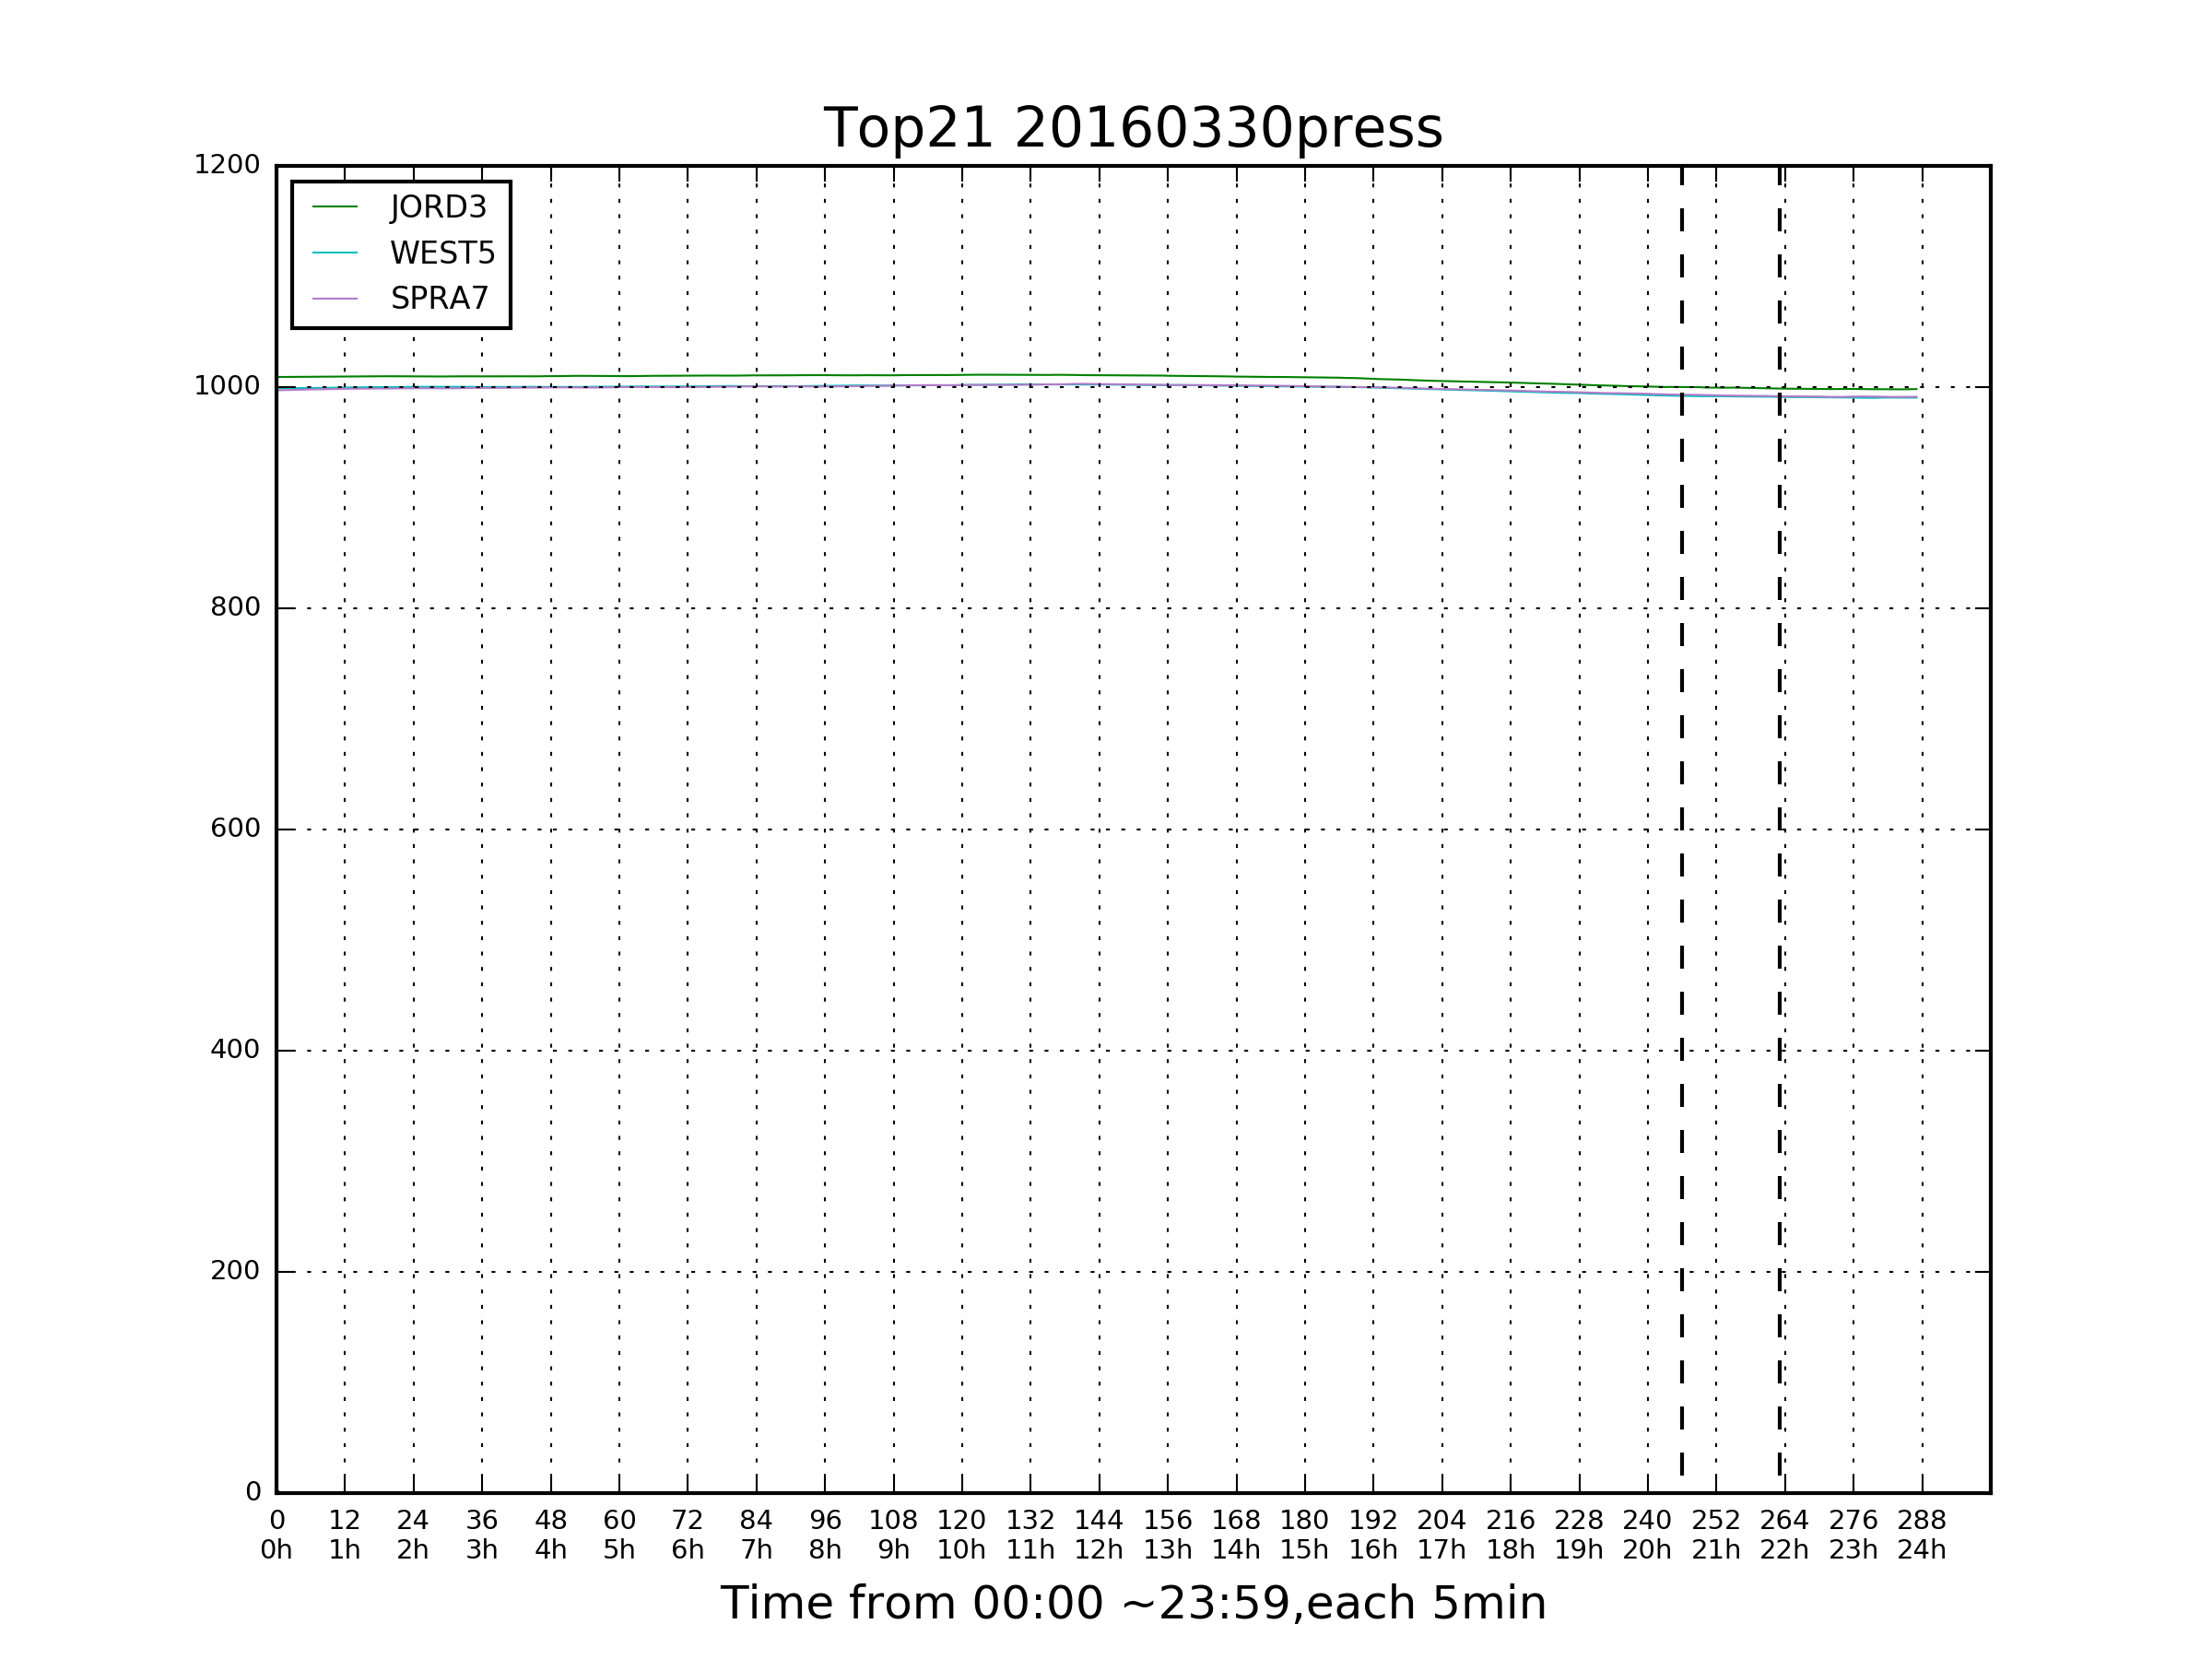 Top21 20160330press
1200
1000
800
600
400
200
0
JORD3
WEST5
SPRA7
0 12 24 36 48 60 72 84 96 108 120 132 144 156 168 180 192 204 216 228 240 252 264 276 288
0h 1h 2h 3h 4h 5h 6h 7h 8h 9h 10h 11h 12h 13h 14h 15h 16h 17h 18h 19h 20h 21h 22h 23h 24h
Time from 00:00 ~23:59,each 5min